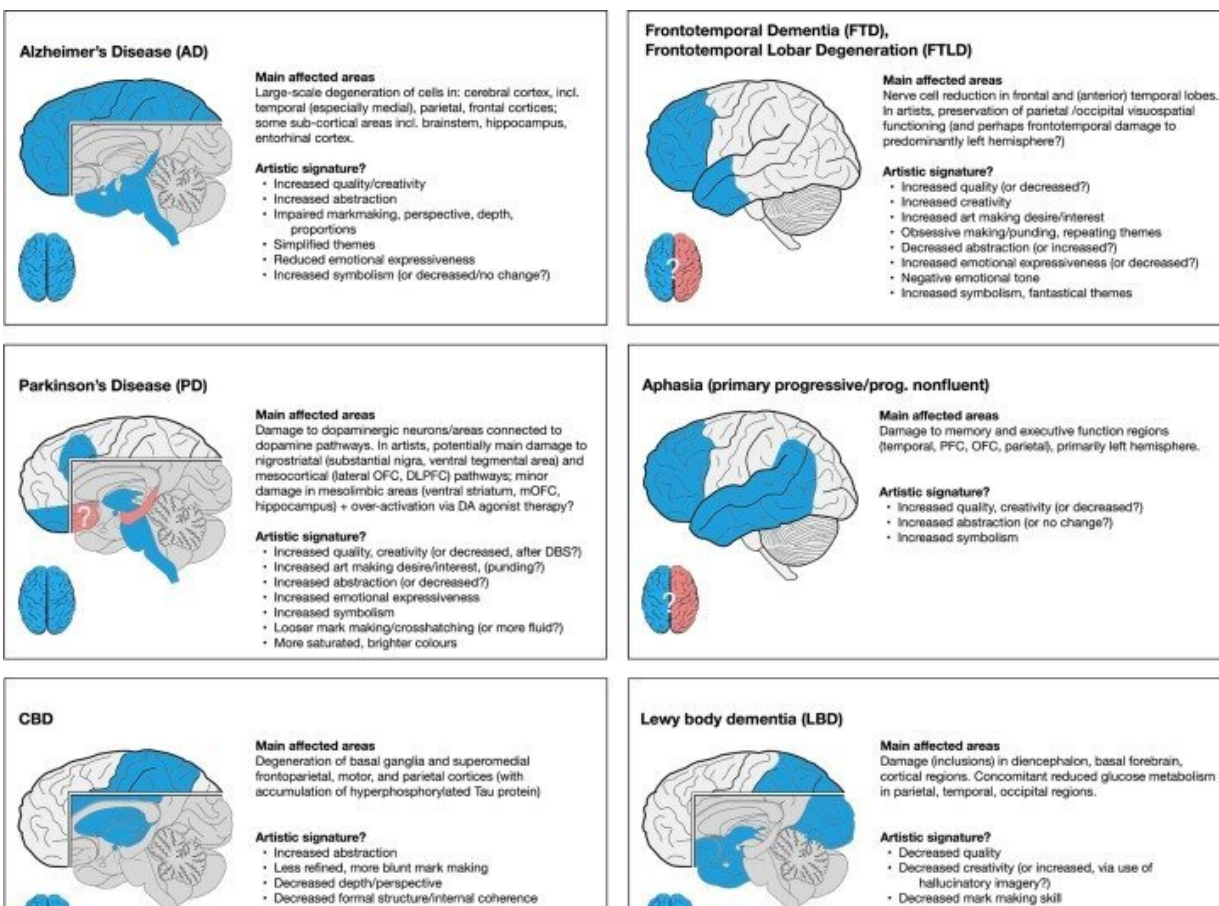 Alzheimer's Disease (AD)
Main affected areas
Large-scale degeneration of cells in: cerebral cortex, incl.
temporal (especially medial), parietal, frontal cortices;
some sub-cortical areas incl. brainstem, hippocampus,
entorhinal cortex.
Artistic signature?
• Increased quality/creativity
• Increased abstraction
• Impaired markmaking, perspective, depth,
proportions
• Simplified themes
• Reduced emotional expressiveness
• Increased symbolism (or decreased/no change?)
Frontotemporal Dementia (FTD),
Frontotemporal Lobar Degeneration (FTLD)
Main affected areas
Nerve cell reduction in frontal and (anterior) temporal lobes.
In artists, preservation of parietal /occipital visuospatial
functioning (and perhaps frontotemporal damage to
predominantly left hemisphere?)
Artistic signature?
• Increased quality (or decreased?)
• Increased creativity
• Increased art making desire/interest
• Obsessive making/punding, repeating themes
• Decreased abstraction (or increased?)
• Increased emotional expressiveness (or decreased?)
• Negative emotional tone
• Increased symbolism, fantastical themes
?
Parkinson's Disease (PD)
Main affected areas
Damage to dopaminergic neurons/areas connected to
dopamine pathways. In artists, potentially main damage to
nigrostriatal (substantial nigra, ventral tegmental area) and
mesocortical (lateral OFC, DLPFC) pathways; minor
damage in mesolimbic areas (ventral striatum, mOFC,
hippocampus) + over-activation via DA agonist therapy?
?
Artistic signature?
• Increased quality, creativity (or decreased, after DBS?)
• Increased art making desire/interest, (punding?)
• Increased abstraction (or decreased?)
• Increased emotional expressiveness
• Increased symbolism
• Looser mark making/crosshatching (or more fluid?)
• More saturated, brighter colours
Aphasia (primary progressive/prog. nonfluent)
Main affected areas
Damage to memory and executive function regions
(temporal, PFC, OFC, parietal), primarily left hemisphere.
Artistic signature?
• Increased quality, creativity (or decreased?)
• Increased abstraction (or no change?)
• Increased symbolism
?
CBD
Main affected areas
Degeneration of basal ganglia and superomedial
frontoparietal, motor, and parietal cortices (with
accumulation of hyperphosphorylated Tau protein)
Artistic signature?
• Increased abstraction
• Less refined, more blunt mark making
• Decreased depth/perspective
• Decreased formal structure/internal coherence
Lewy body dementia (LBD)
Main affected areas
Damage (inclusions) in diencephalon, basal forebrain,
cortical regions. Concomitant reduced glucose metabolism
in parietal, temporal, occipital regions.
Artistic signature?
• Decreased quality
• Decreased creativity (or increased, via use of
hallucinatory imagery?)
• Decreased mark making skill